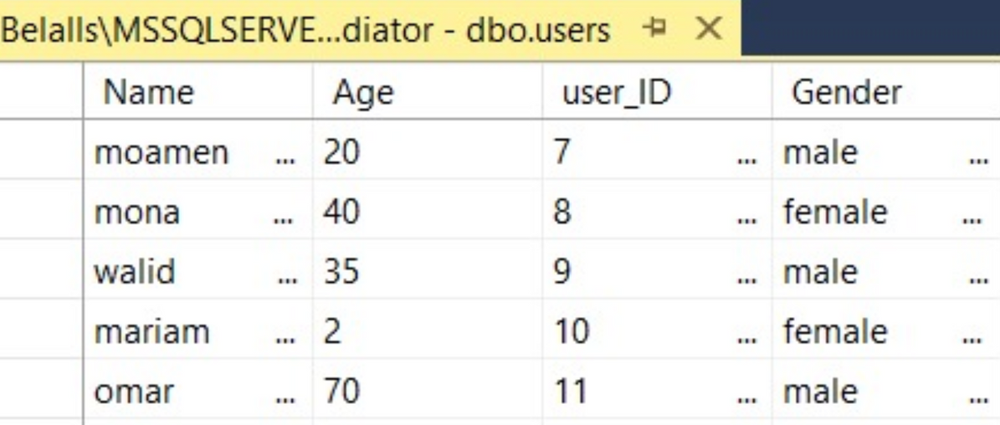 Belalls\MSSQLSERVE...diator - dbo.users
Name Age user_ID Gender
moamen ... 20 7 ... male ...
mona ... 40 8 ... female ...
walid ... 35 9 ... male ...
mariam ... 2 10 ... female ...
omar ... 70 11 ... male ...